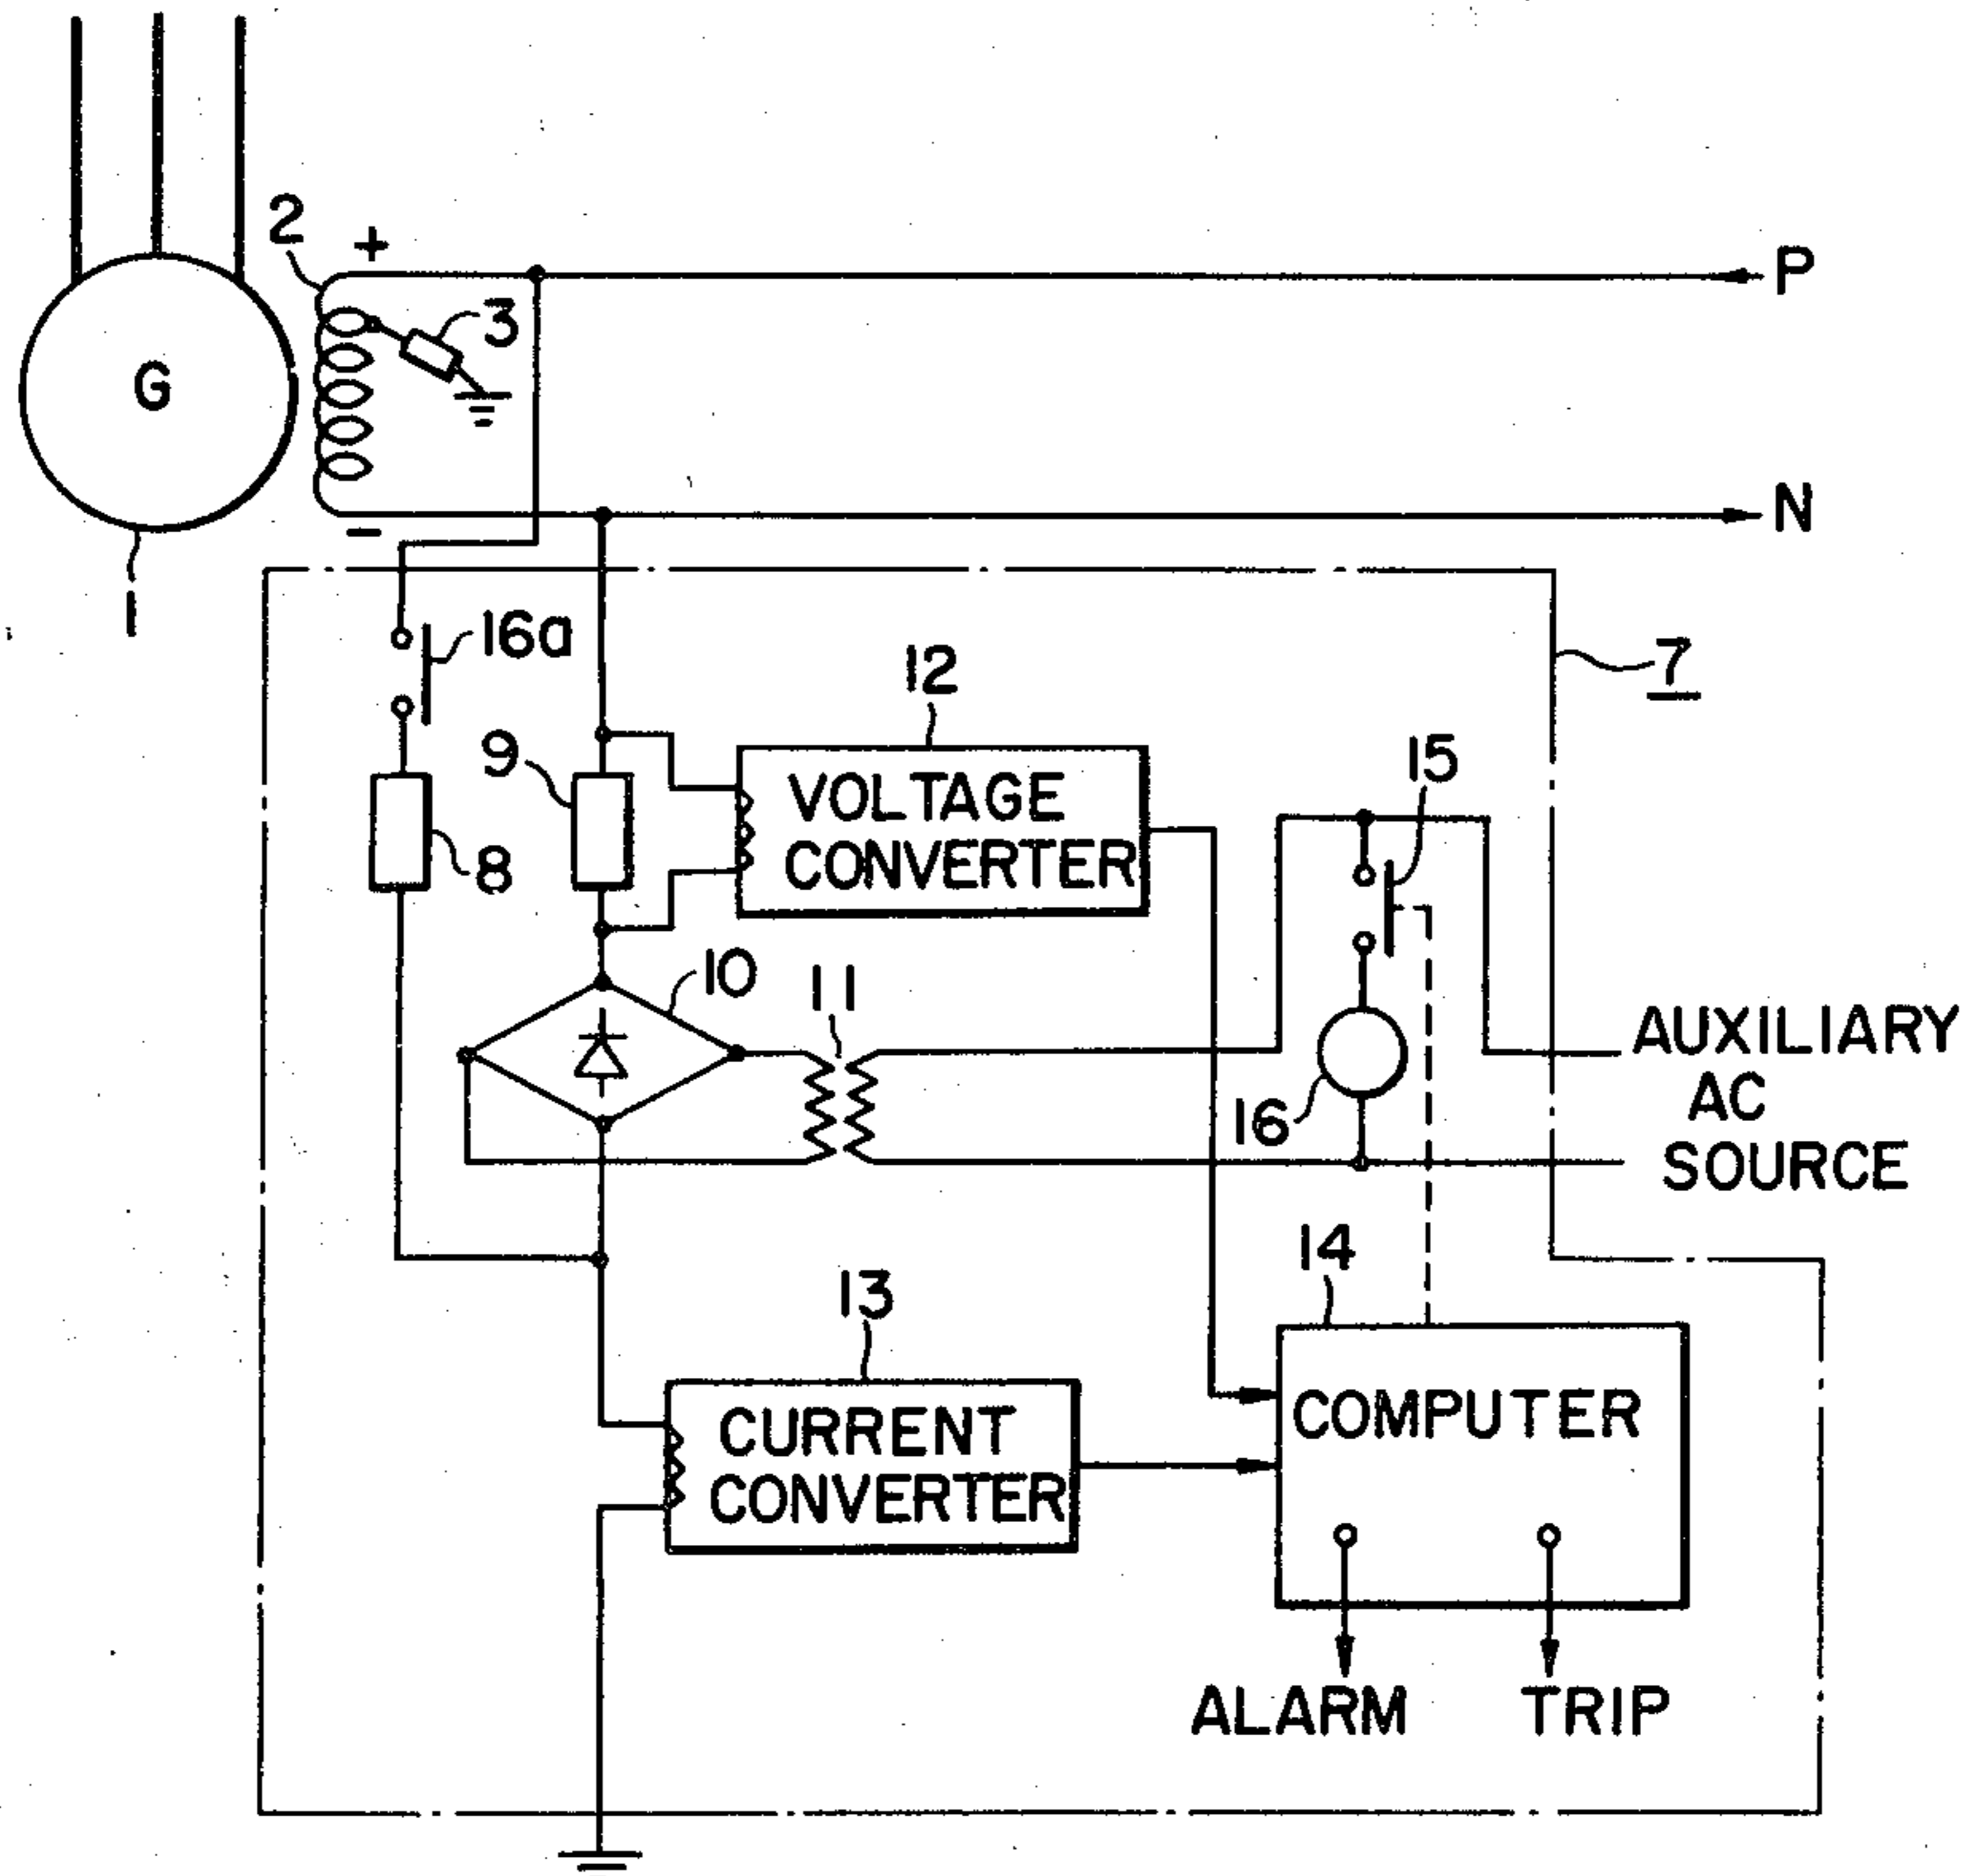 2
+
P
3
G
N
−
1
16a
7
12
15
9
VOLTAGE
CONVERTER
8
10
11
AUXILIARY
AC
SOURCE
16
14
13
COMPUTER
CURRENT
CONVERTER
ALARM
TRIP